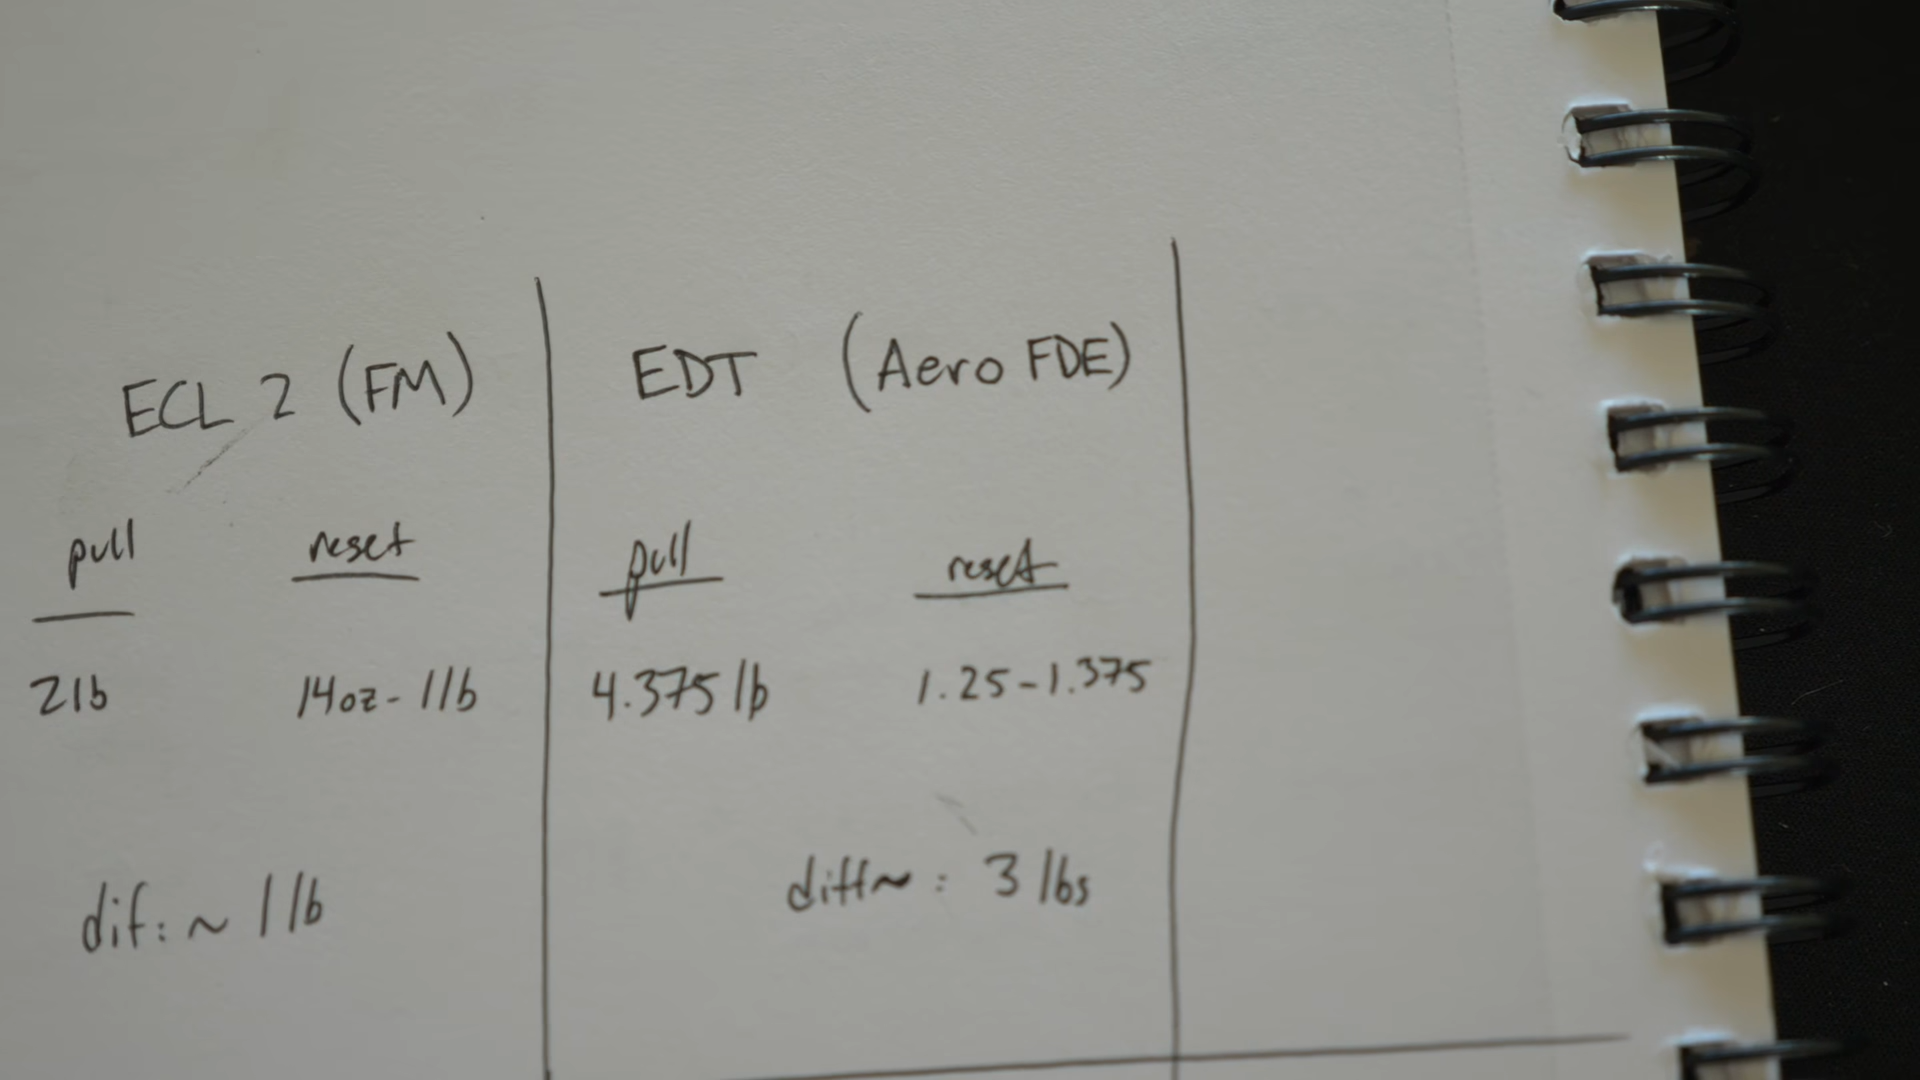 ECL 2 (FM)
pull reset
2lb 14oz - 1lb
dif: ~ 1lb
EDT (Aero FDE)
pull reset
4.375 lb 1.25-1.375
diff~: 3 lbs